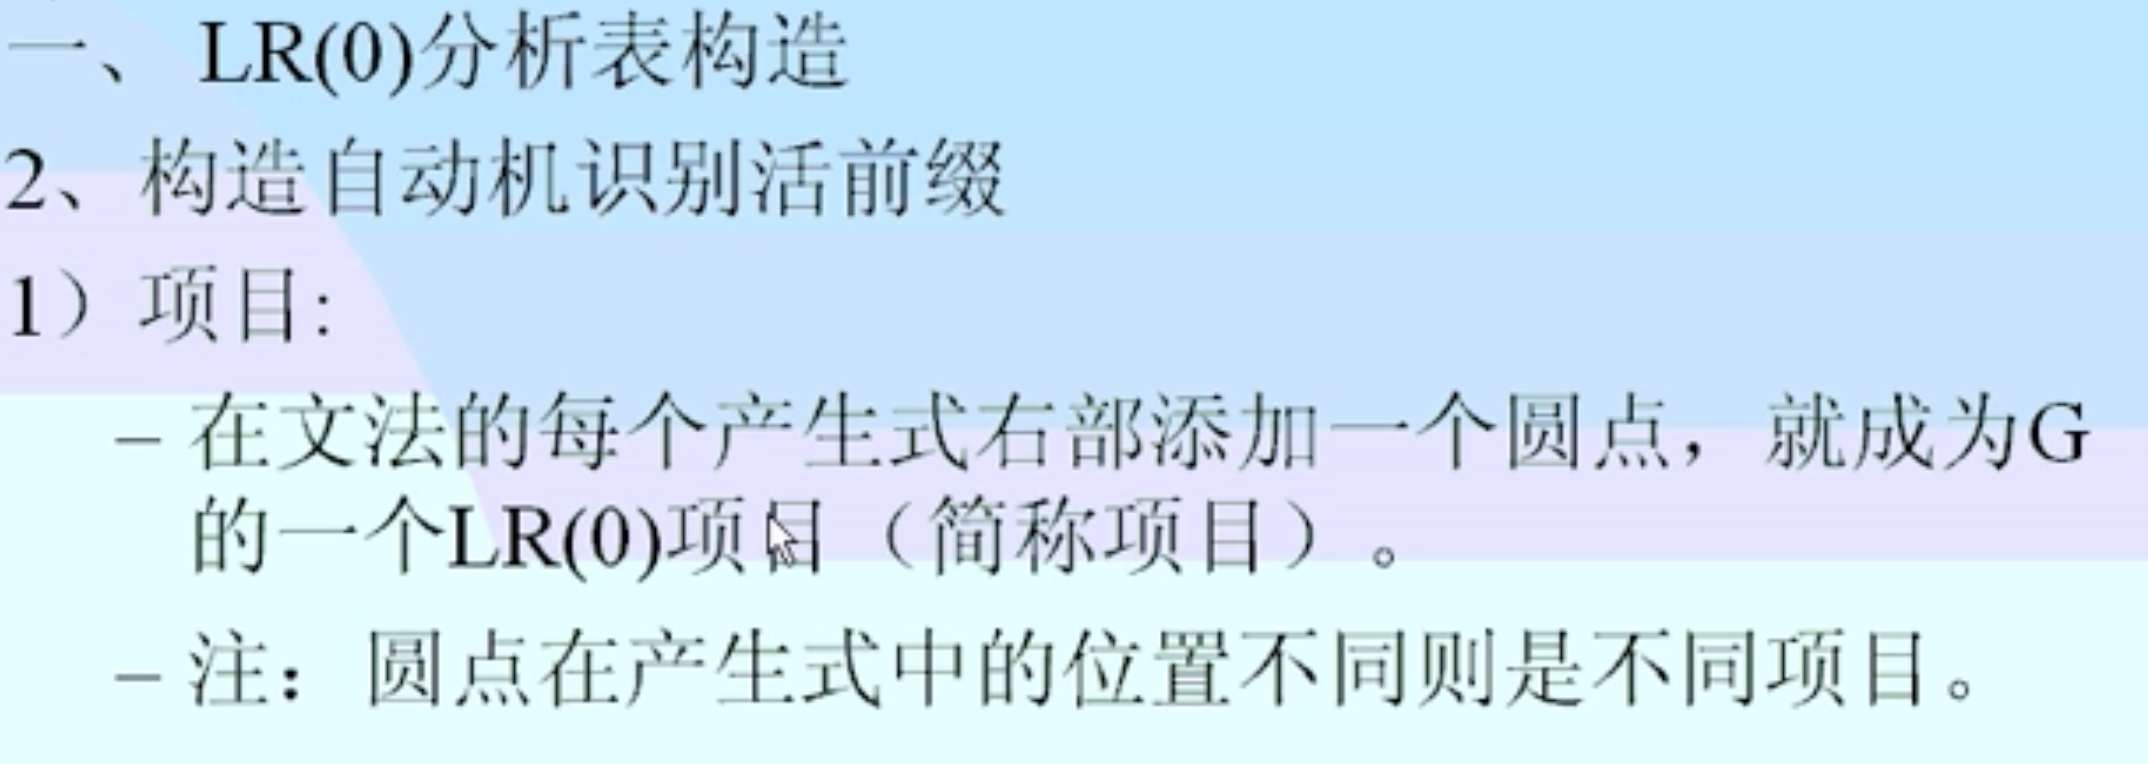 一、 LR(0)分析表构造
2、构造自动机识别活前缀
1）项目:
– 在文法的每个产生式右部添加一个圆点，就成为G
的一个LR(0)项目（简称项目）。
– 注：圆点在产生式中的位置不同则是不同项目。